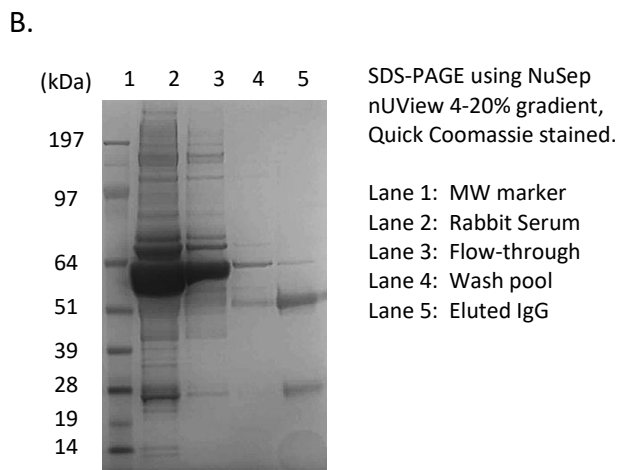 B.
(kDa) 1 2 3 4 5
197
97
64
51
39
28
19
14
SDS-PAGE using NuSep
nUView 4-20% gradient,
Quick Coomassie stained.
Lane 1: MW marker
Lane 2: Rabbit Serum
Lane 3: Flow-through
Lane 4: Wash pool
Lane 5: Eluted IgG